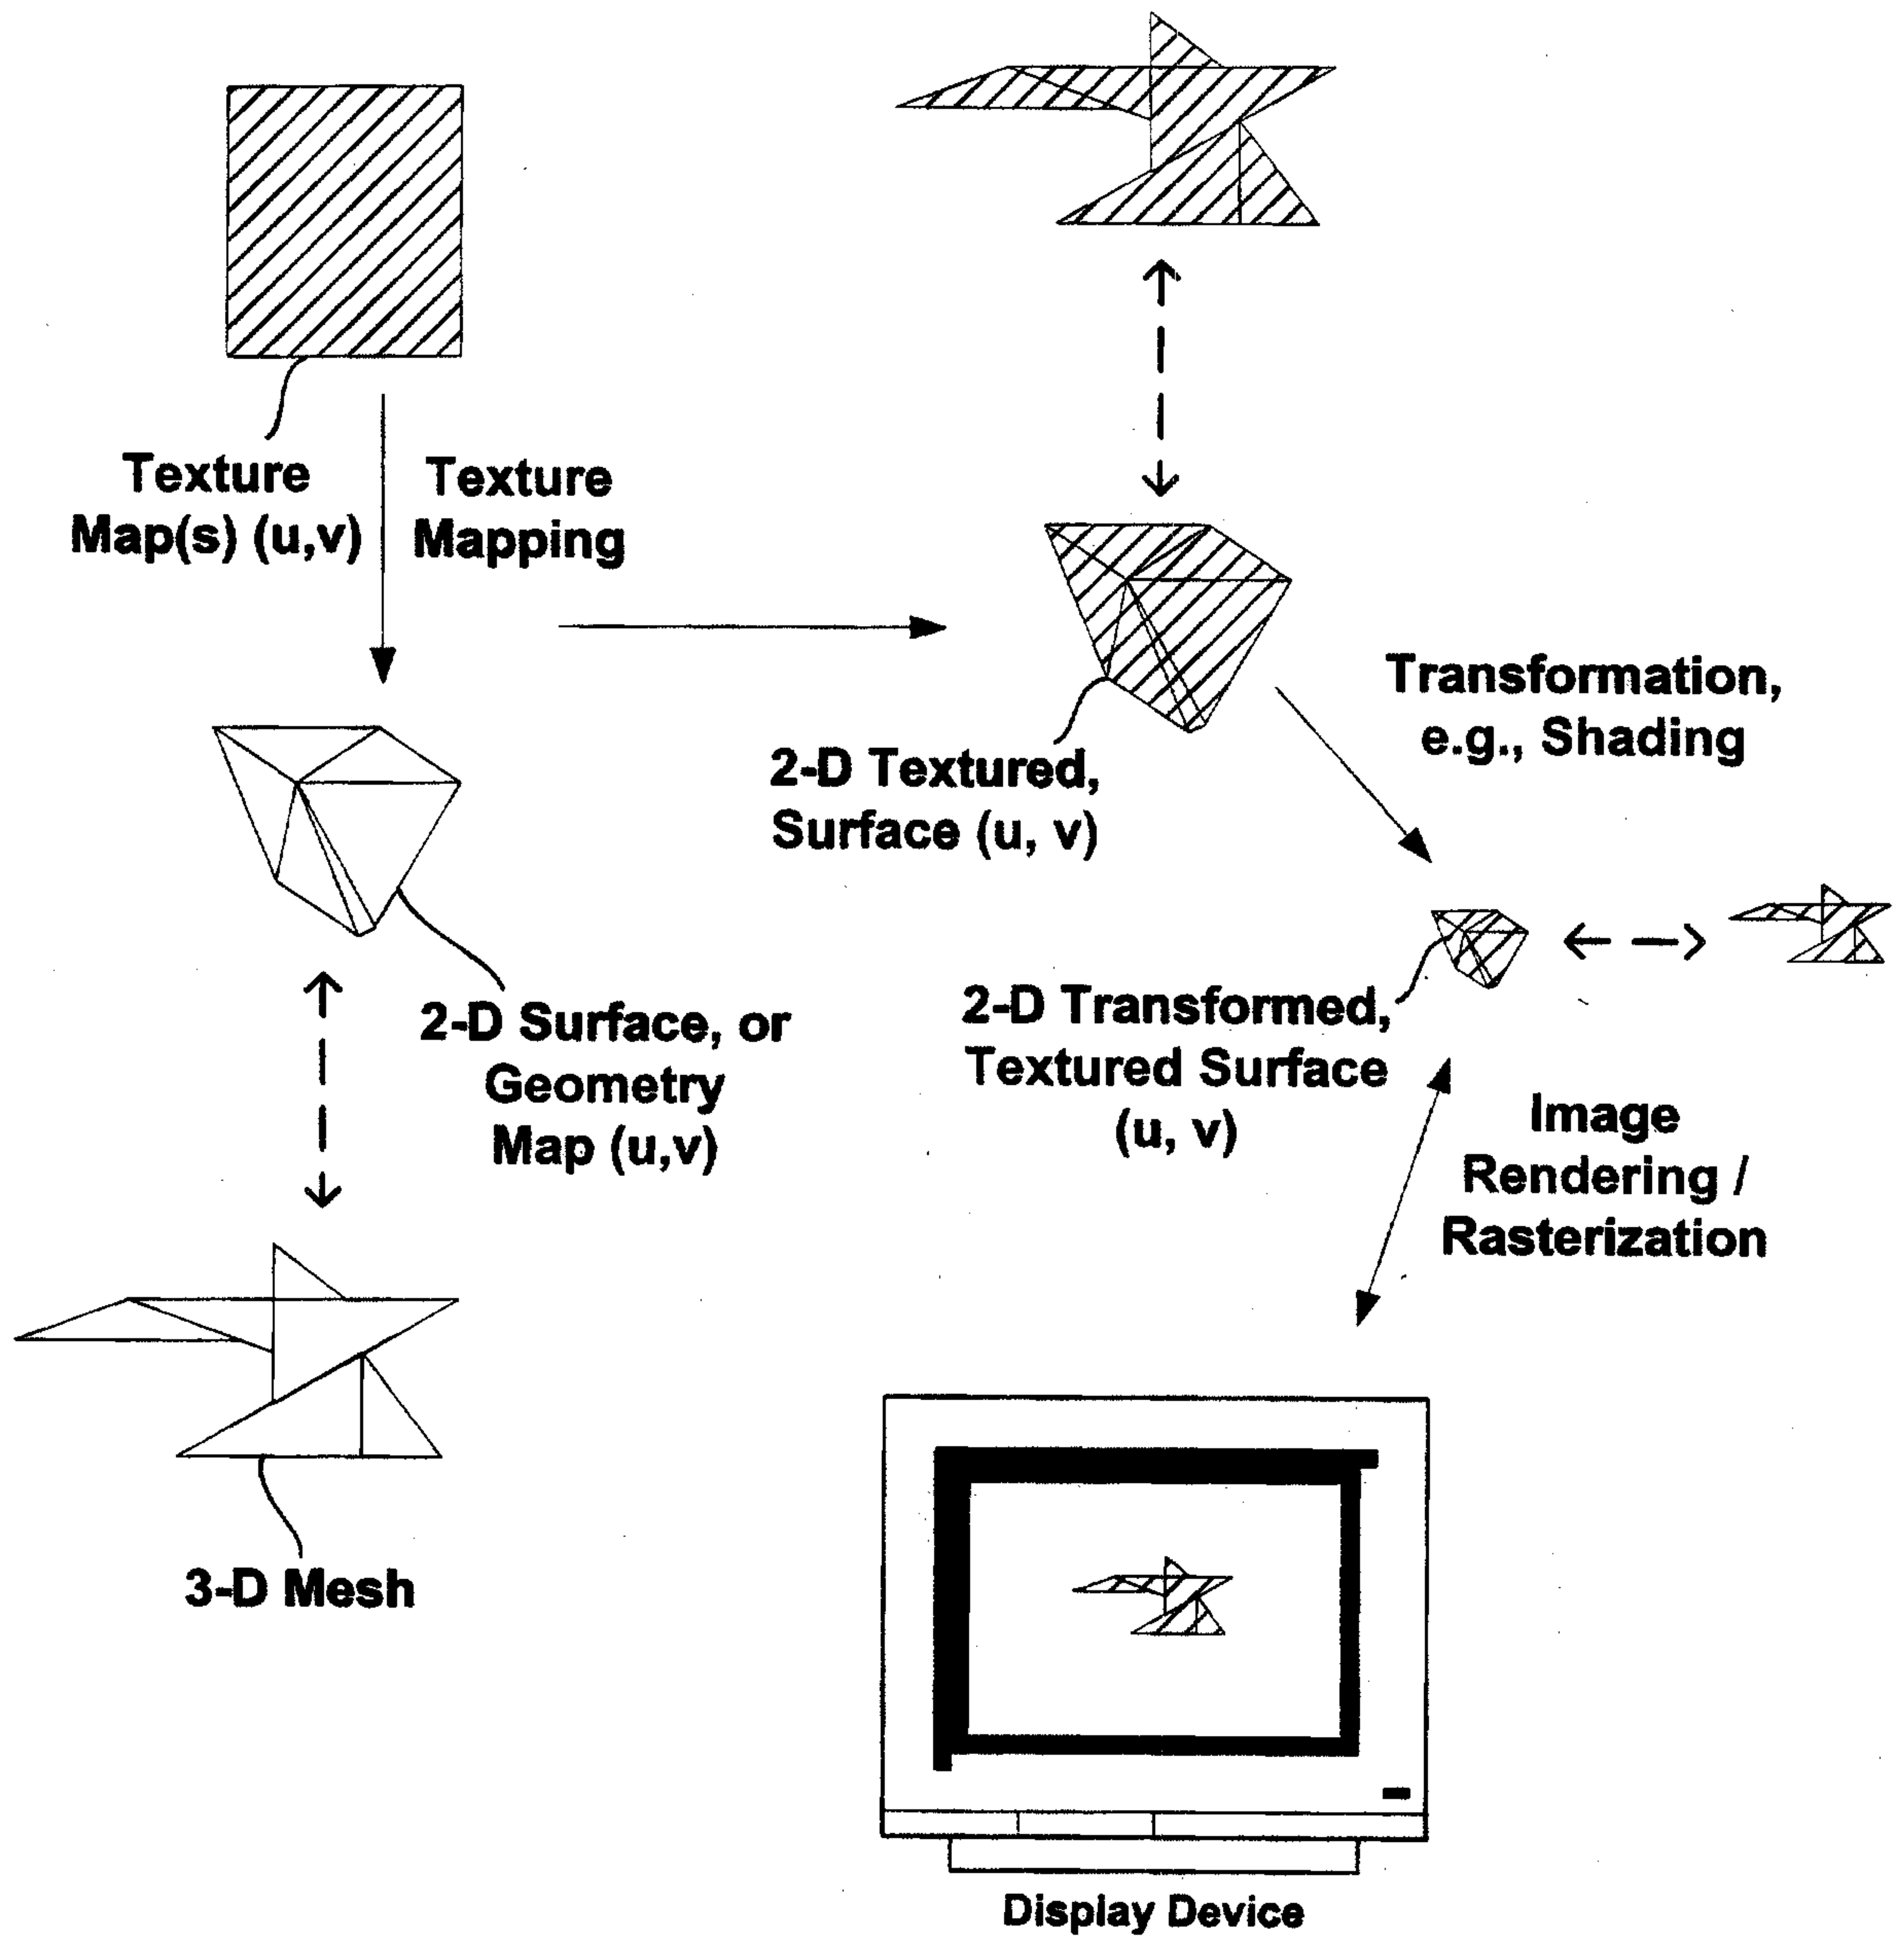 Texture
Map(s) (u,v)
Texture
Mapping
Transformation,
e.g., Shading
2-D Textured,
Surface (u, v)
2-D Surface, or
Geometry
Map (u,v)
2-D Transformed,
Textured Surface
(u, v)
Image
Rendering /
Rasterization
3-D Mesh
Display Device